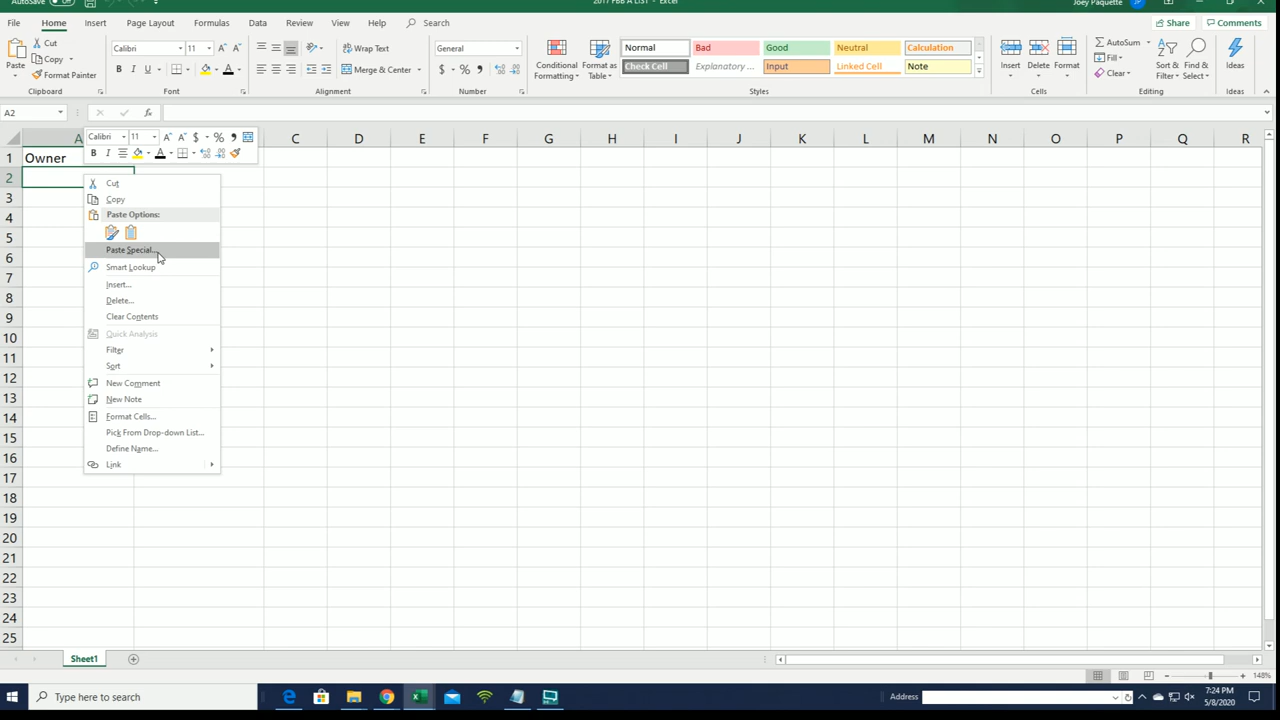 AutoSave Off 2017 FBB A LIST - Excel Joey Paquette
File Home Insert Page Layout Formulas Data Review View Help Search Share Comments
Cut
Copy
Format Painter
Paste
Clipboard
Calibri 11
B I U
Font
Wrap Text
Merge & Center
Alignment
General
$ % ,
Number
Conditional Formatting
Format as Table
Normal Bad Good Neutral Calculation
Check Cell Explanatory ... Input Linked Cell Note
Styles
Insert Delete Format
Cells
AutoSum
Fill
Clear
Sort & Filter
Find & Select
Editing
Ideas
Ideas
A2
Calibri 11 $ % ,
B I A
A C D E F G H I J K L M N O P Q R
1 Owner
2
3
4
5
6
7
8
9
10
11
12
13
14
15
16
17
18
19
20
21
22
23
24
25
Cut
Copy
Paste Options:
Paste Special...
Smart Lookup
Insert...
Delete...
Clear Contents
Quick Analysis
Filter
Sort
New Comment
New Note
Format Cells...
Pick From Drop-down List...
Define Name...
Link
Sheet1
148%
Type here to search
Address
7:24 PM
5/8/2020